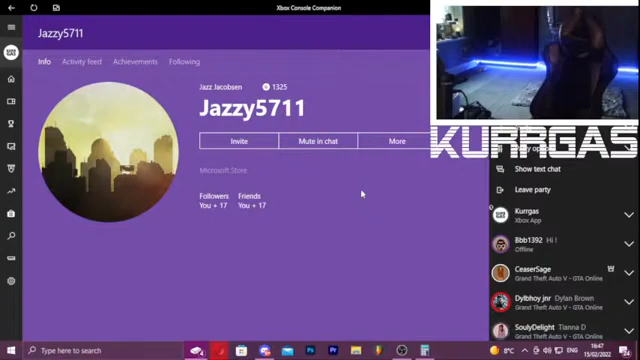 Xbox Console Companion
Jazzy5711
Info Activity feed Achievements Following
Jazz Jacobsen 1325
Jazzy5711
Invite Mute in chat More
Microsoft Store
Followers Friends
You + 17 You + 17
KURRGAS
Show text chat
Leave party
Kurrgas
Xbox App
Bbb1392 Hi !
Offline
CeaserSage
Grand Theft Auto V - GTA Online
Dylbhoy jnr Dylan Brown
Grand Theft Auto V - GTA Online
SoulyDelight Tianna D
Grand Theft Auto V - GTA Online
Type here to search
8°C
ENG
16:47
15/02/2022